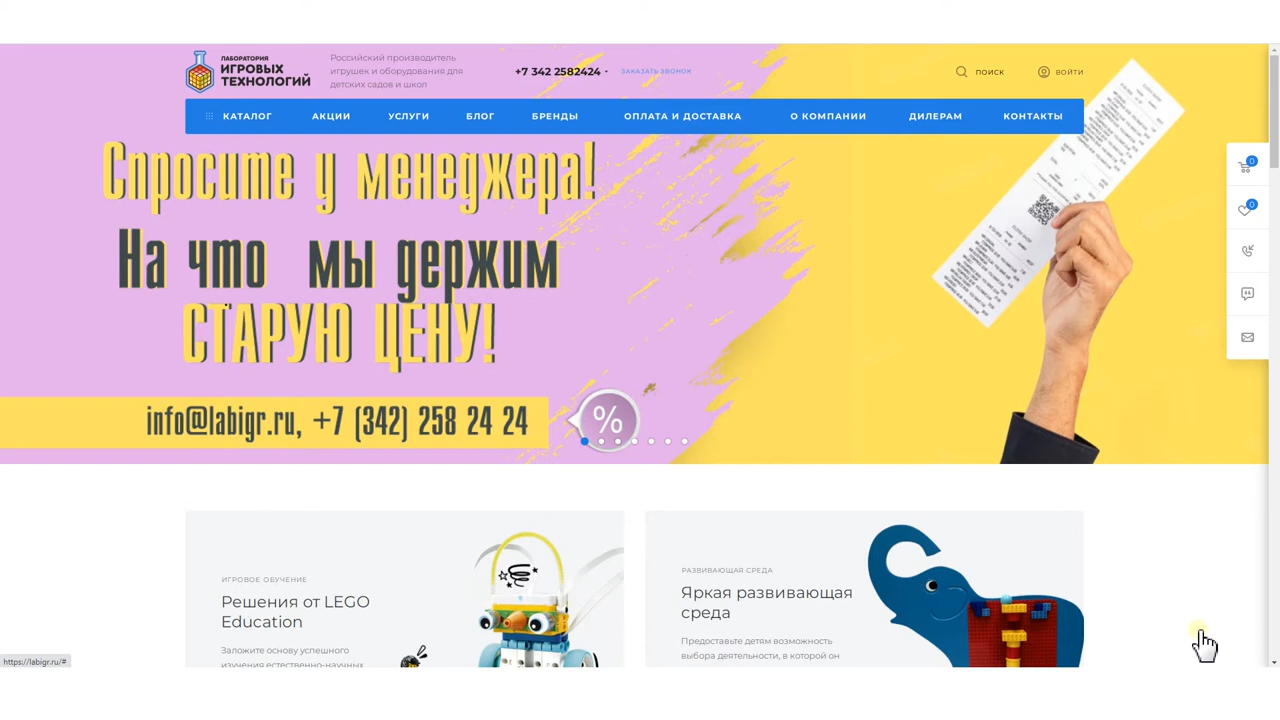 ЛАБОРАТОРИЯ
ИГРОВЫХ
ТЕХНОЛОГИЙ
Российский производитель
игрушек и оборудования для
детских садов и школ
+7 342 2582424
ЗАКАЗАТЬ ЗВОНОК
ПОИСК
ВОЙТИ
КАТАЛОГ
АКЦИИ
УСЛУГИ
БЛОГ
БРЕНДЫ
ОПЛАТА И ДОСТАВКА
О КОМПАНИИ
ДИЛЕРАМ
КОНТАКТЫ
Спросите у менеджера!
На что мы держим
СТАРУЮ ЦЕНУ!
info@labigr.ru, +7 (342) 258 24 24
%
0
0
ИГРОВОЕ ОБУЧЕНИЕ
Решения от LEGO
Education
Заложите основу успешного
изучения естественно-научных
РАЗВИВАЮЩАЯ СРЕДА
Яркая развивающая
среда
Предоставьте детям возможность
выбора деятельности, в которой он
https://labigr.ru/#